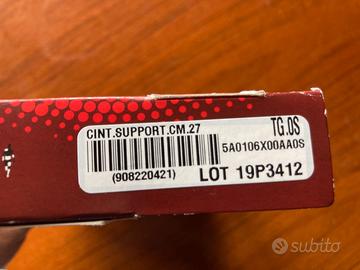 CINT.SUPPORT.CM.27
TG.0S
5A0106X00AA0S
(908220421)
LOT 19P3412
subito